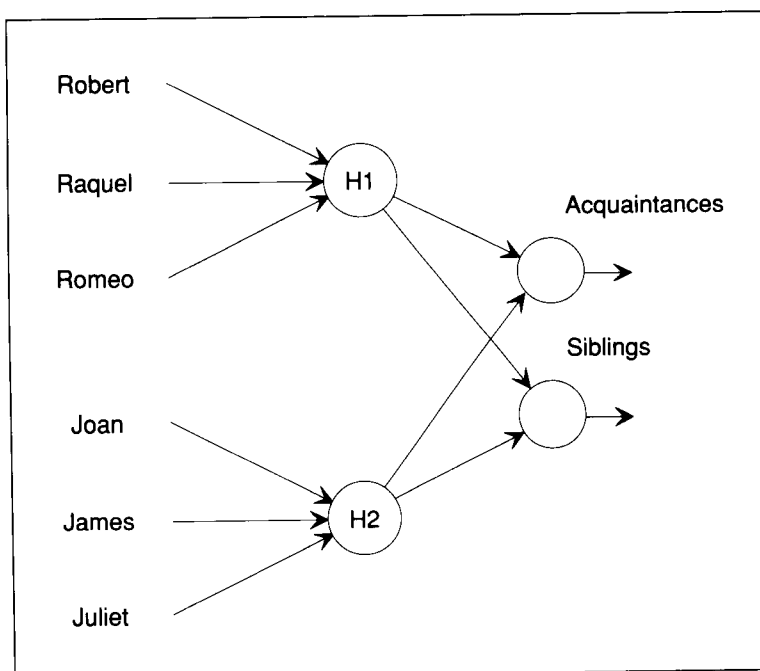 Robert
Raquel
Romeo
H1
Acquaintances
Siblings
Joan
James
Juliet
H2